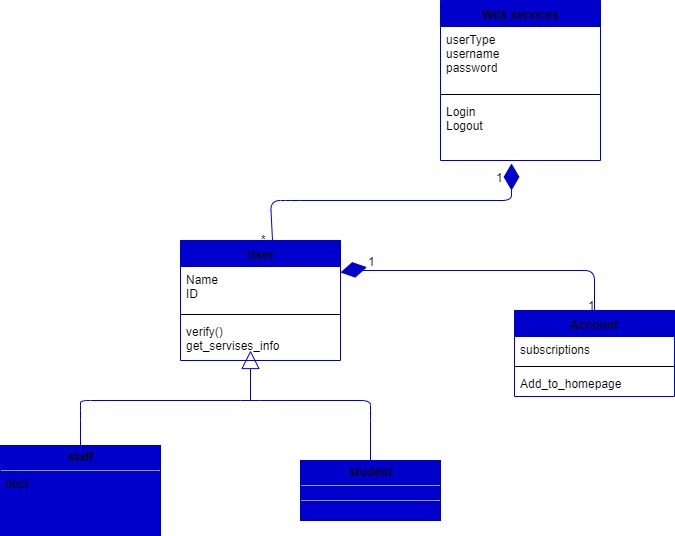 Wits services
userType
username
password
Login
Logout
1
*
User
1
Name
ID
verify()
get_servises_info
1
Account
subscriptions
Add_to_homepage
staff
dept
student